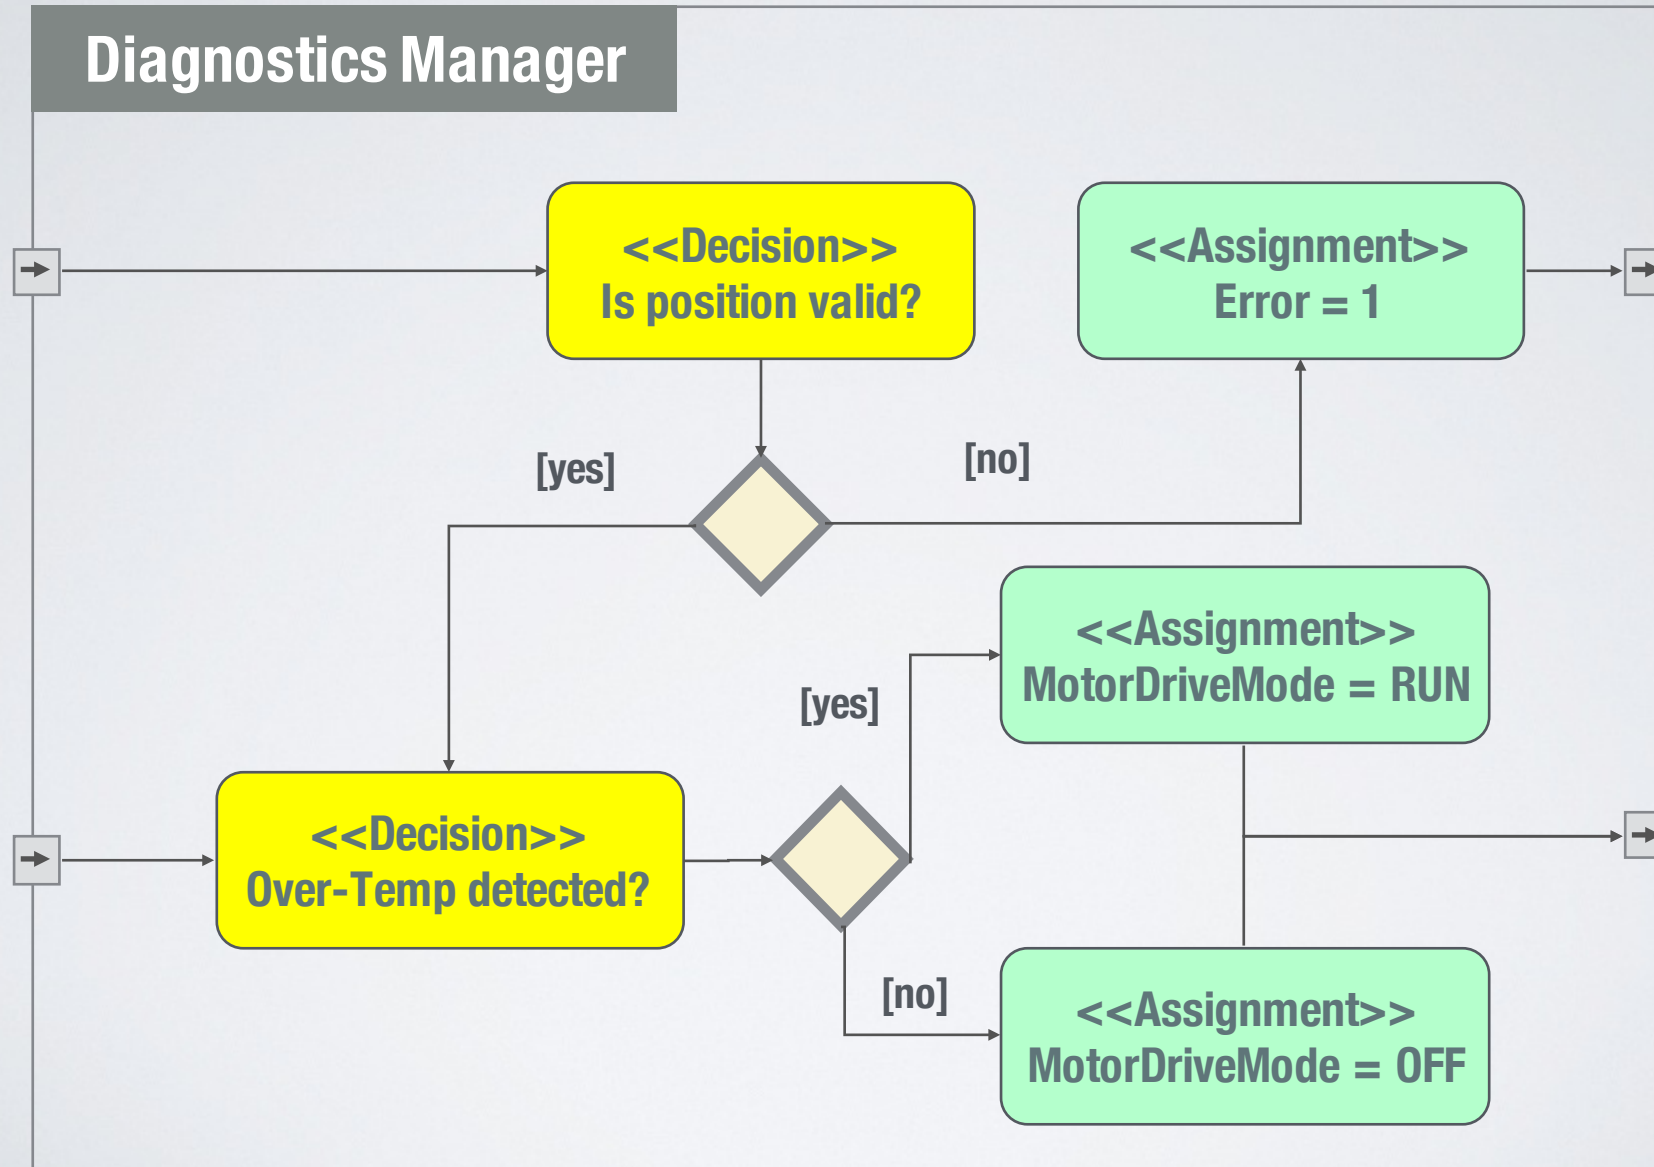 Diagnostics Manager
<<Decision>>
Is position valid?
<<Assignment>>
Error = 1
[yes]
[no]
<<Assignment>>
MotorDriveMode = RUN
[yes]
<<Decision>>
Over-Temp detected?
[no]
<<Assignment>>
MotorDriveMode = OFF